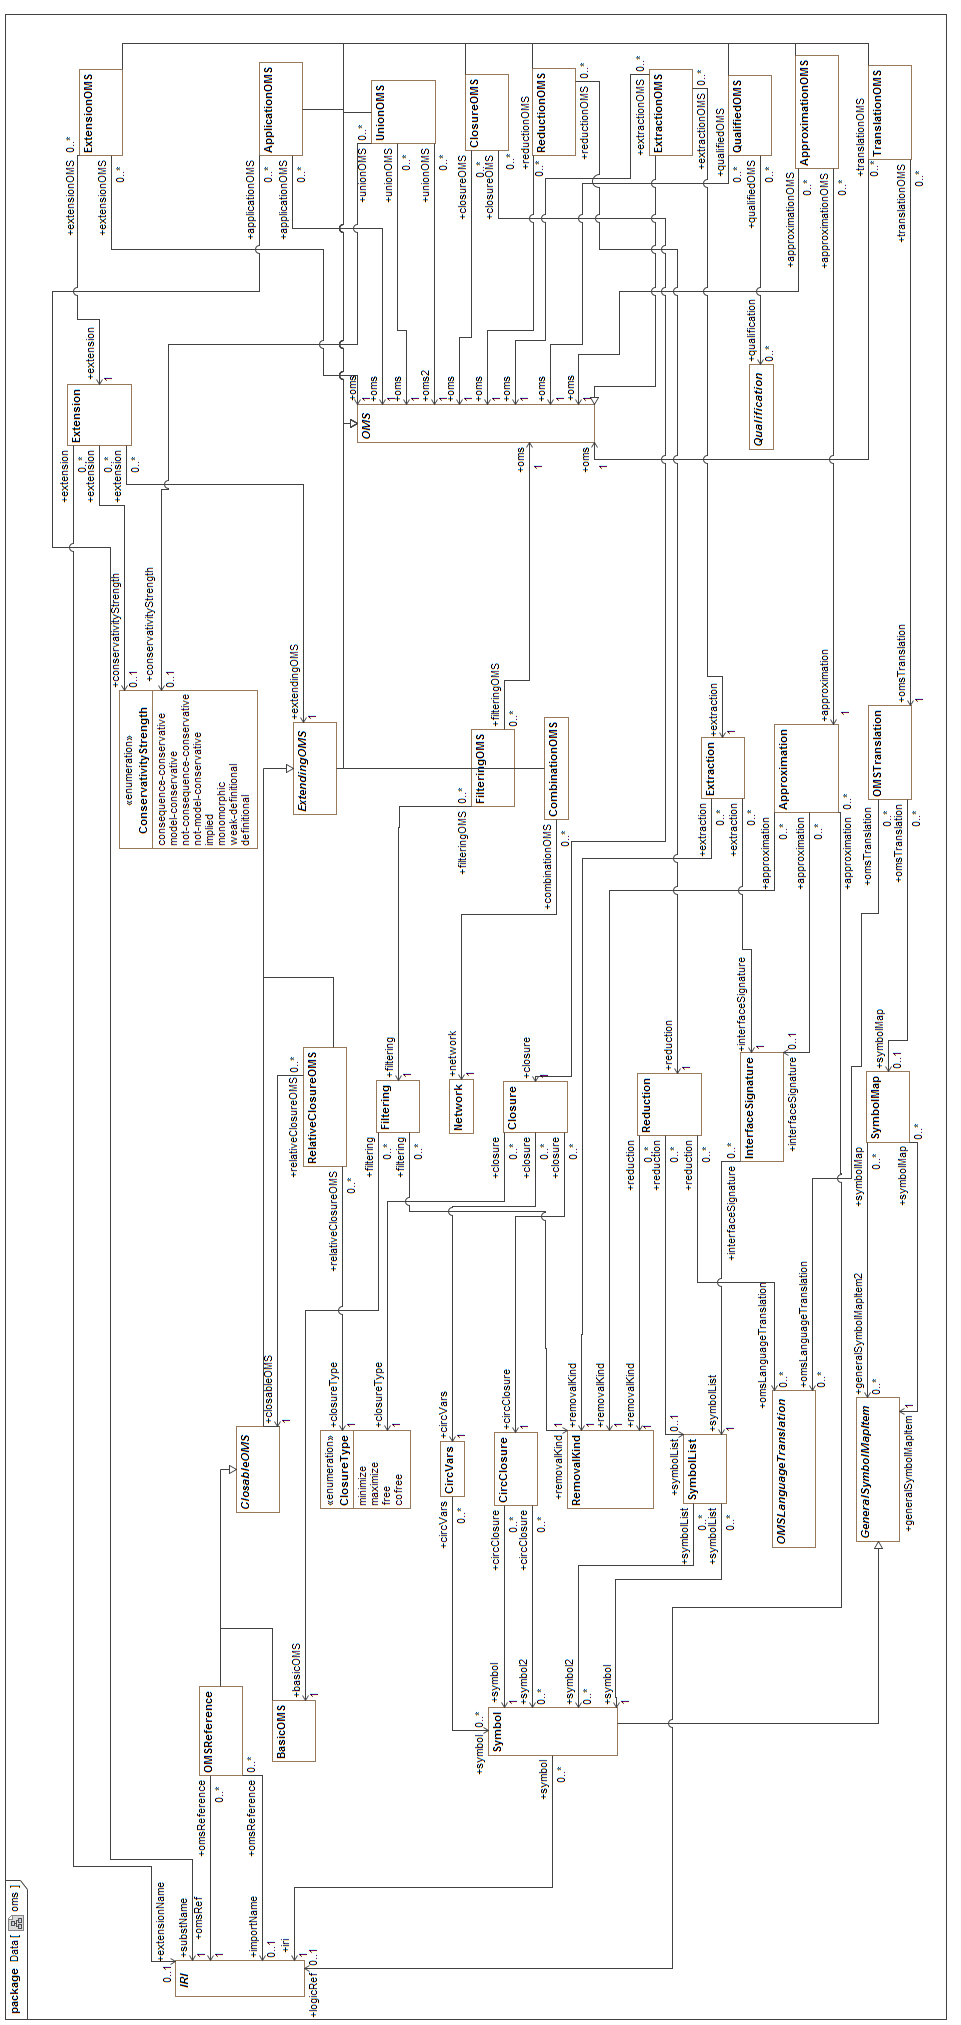 package Data [ oms ]
+extensionName
0..1
+substName
1
+omsRef
1
+importName
0..1
+iri
1
+logicRef
0..1
IRI
OMSReference
+omsReference
0..*
+omsReference
0..*
BasicOMS
+basicOMS
1
Symbol
+symbol
0..*
+symbol
1
+symbol2
0..*
+symbol2
0..*
+symbol
1
+symbol
0..*
ClosableOMS
+closableOMS
1
«enumeration»
ClosureType
minimize
maximize
free
cofree
+closureType
1
+closureType
1
CircVars
+circVars
1
+circVars
0..*
CircClosure
+circClosure
1
+circClosure
0..*
+circClosure
0..*
RemovalKind
+removalKind
1
+removalKind
1
+removalKind
1
+removalKind
1
SymbolList
+symbolList
0..1
+symbolList
1
+symbolList
0..*
+symbolList
0..*
OMSLanguageTranslation
+omsLanguageTranslation
0..*
+omsLanguageTranslation
0..*
GeneralSymbolMapItem
+generalSymbolMapItem2
0..*
+generalSymbolMapItem
1
RelativeClosureOMS
+relativeClosureOMS
0..*
+relativeClosureOMS
0..*
Filtering
+filtering
1
+filtering
0..*
+filtering
0..*
Network
+network
1
Closure
+closure
1
+closure
0..*
+closure
0..*
+closure
0..*
Reduction
+reduction
1
+reduction
0..*
+reduction
0..*
+reduction
0..*
InterfaceSignature
+interfaceSignature
1
+interfaceSignature
0..1
+interfaceSignature
0..*
SymbolMap
+symbolMap
0..1
+symbolMap
0..*
+symbolMap
0..*
«enumeration»
ConservativityStrength
consequence-conservative
model-conservative
not-consequence-conservative
not-model-conservative
implied
monomorphic
weak-definitional
definitional
+conservativityStrength
0..1
+conservativityStrength
0..1
ExtendingOMS
+extendingOMS
1
FilteringOMS
+filteringOMS
0..*
+filteringOMS
0..*
CombinationOMS
+combinationOMS
0..*
Extraction
+extraction
1
+extraction
0..*
+extraction
0..*
Approximation
+approximation
1
+approximation
0..*
+approximation
0..*
+approximation
0..*
OMSTranslation
+omsTranslation
1
+omsTranslation
0..*
+omsTranslation
0..*
Extension
+extension
1
+extension
0..*
+extension
0..*
+extension
0..*
OMS
+oms
1
+oms
1
+oms
1
+oms2
1
+oms
1
+oms
1
+oms
1
+oms
1
+oms
1
+oms
1
+oms
1
Qualification
+qualification
0..*
ExtensionOMS
+extensionOMS
0..*
+extensionOMS
0..*
ApplicationOMS
+applicationOMS
0..*
+applicationOMS
0..*
UnionOMS
+unionOMS
0..*
+unionOMS
0..*
+unionOMS
0..*
ClosureOMS
+closureOMS
0..*
+closureOMS
0..*
ReductionOMS
+reductionOMS
0..*
+reductionOMS
0..*
ExtractionOMS
+extractionOMS
0..*
+extractionOMS
0..*
QualifiedOMS
+qualifiedOMS
0..*
+qualifiedOMS
0..*
ApproximationOMS
+approximationOMS
0..*
+approximationOMS
0..*
TranslationOMS
+translationOMS
0..*
+translationOMS
0..*